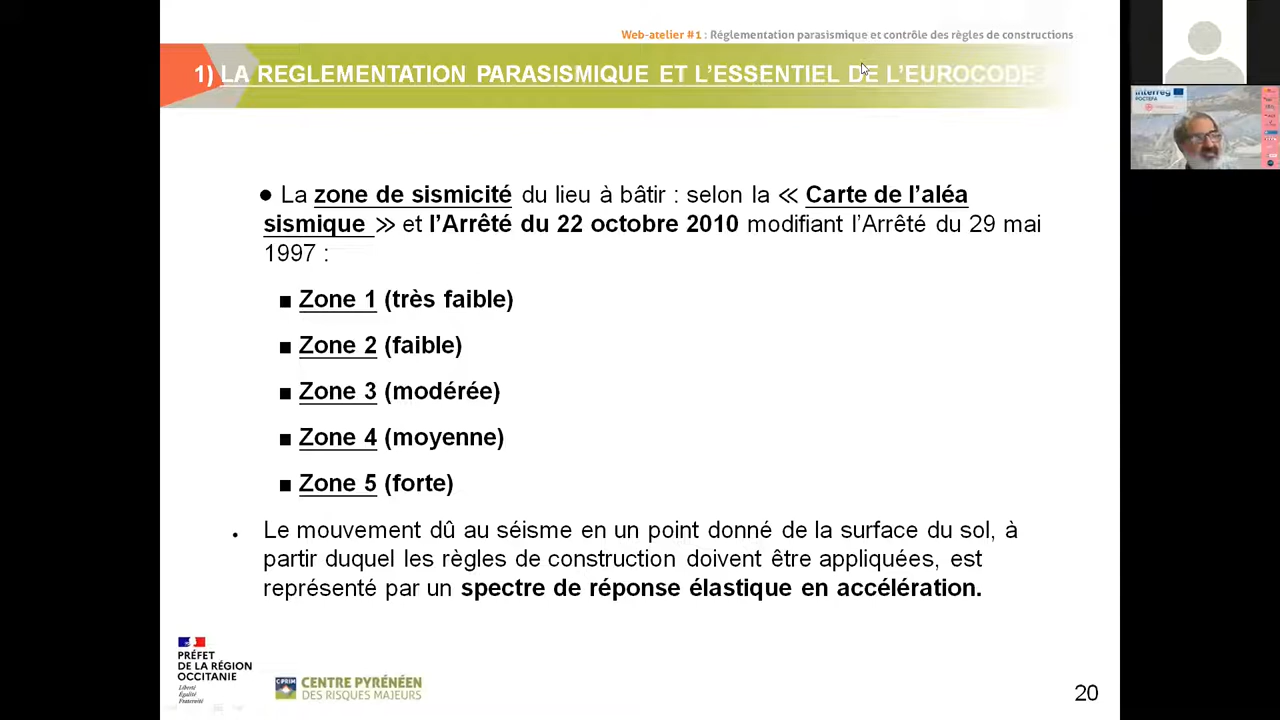 Web-atelier #1 : Réglementation parasismique et contrôle des règles de constructions
1) LA REGLEMENTATION PARASISMIQUE ET L’ESSENTIEL DE L’EUROCODE
● La zone de sismicité du lieu à bâtir : selon la « Carte de l’aléa
sismique » et l’Arrêté du 22 octobre 2010 modifiant l’Arrêté du 29 mai
1997 :
■ Zone 1 (très faible)
■ Zone 2 (faible)
■ Zone 3 (modérée)
■ Zone 4 (moyenne)
■ Zone 5 (forte)
• Le mouvement dû au séisme en un point donné de la surface du sol, à
partir duquel les règles de construction doivent être appliquées, est
représenté par un spectre de réponse élastique en accélération.
PRÉFET
DE LA RÉGION
OCCITANIE
Liberté
Égalité
Fraternité
CPRIM
CENTRE PYRÉNÉEN
DES RISQUES MAJEURS
20
Interreg
POCTEFA